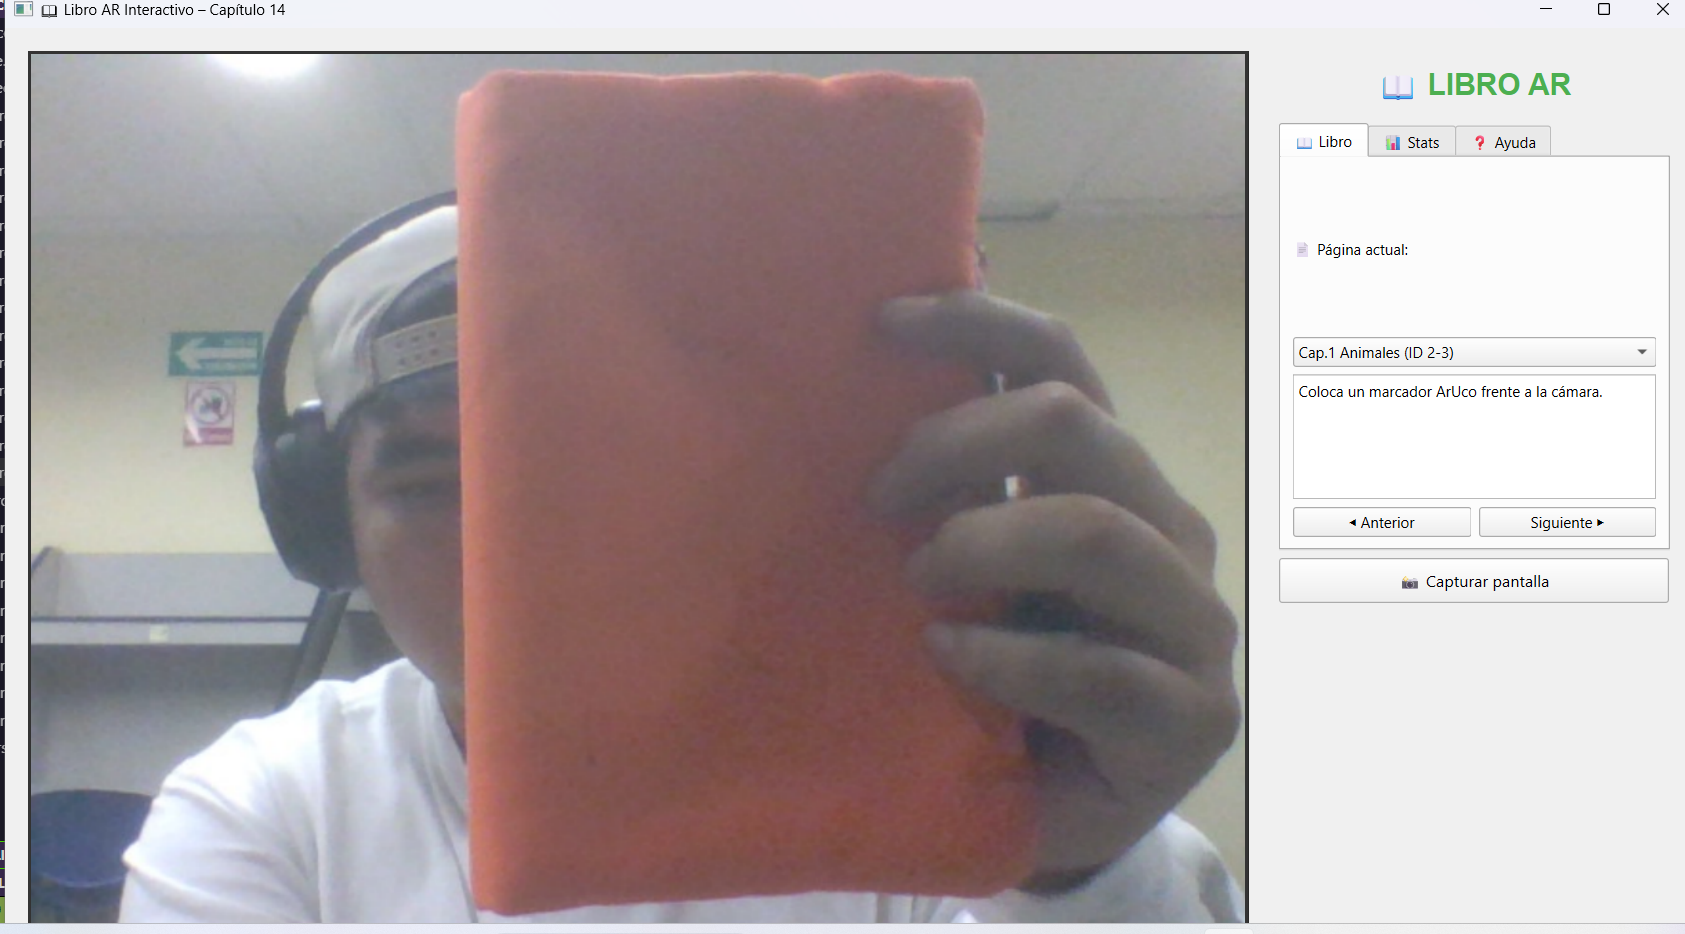 Libro AR Interactivo – Capítulo 14
LIBRO AR
Libro
Stats
Ayuda
Página actual:
Cap.1 Animales (ID 2-3)
Coloca un marcador ArUco frente a la cámara.
Anterior
Siguiente
Capturar pantalla